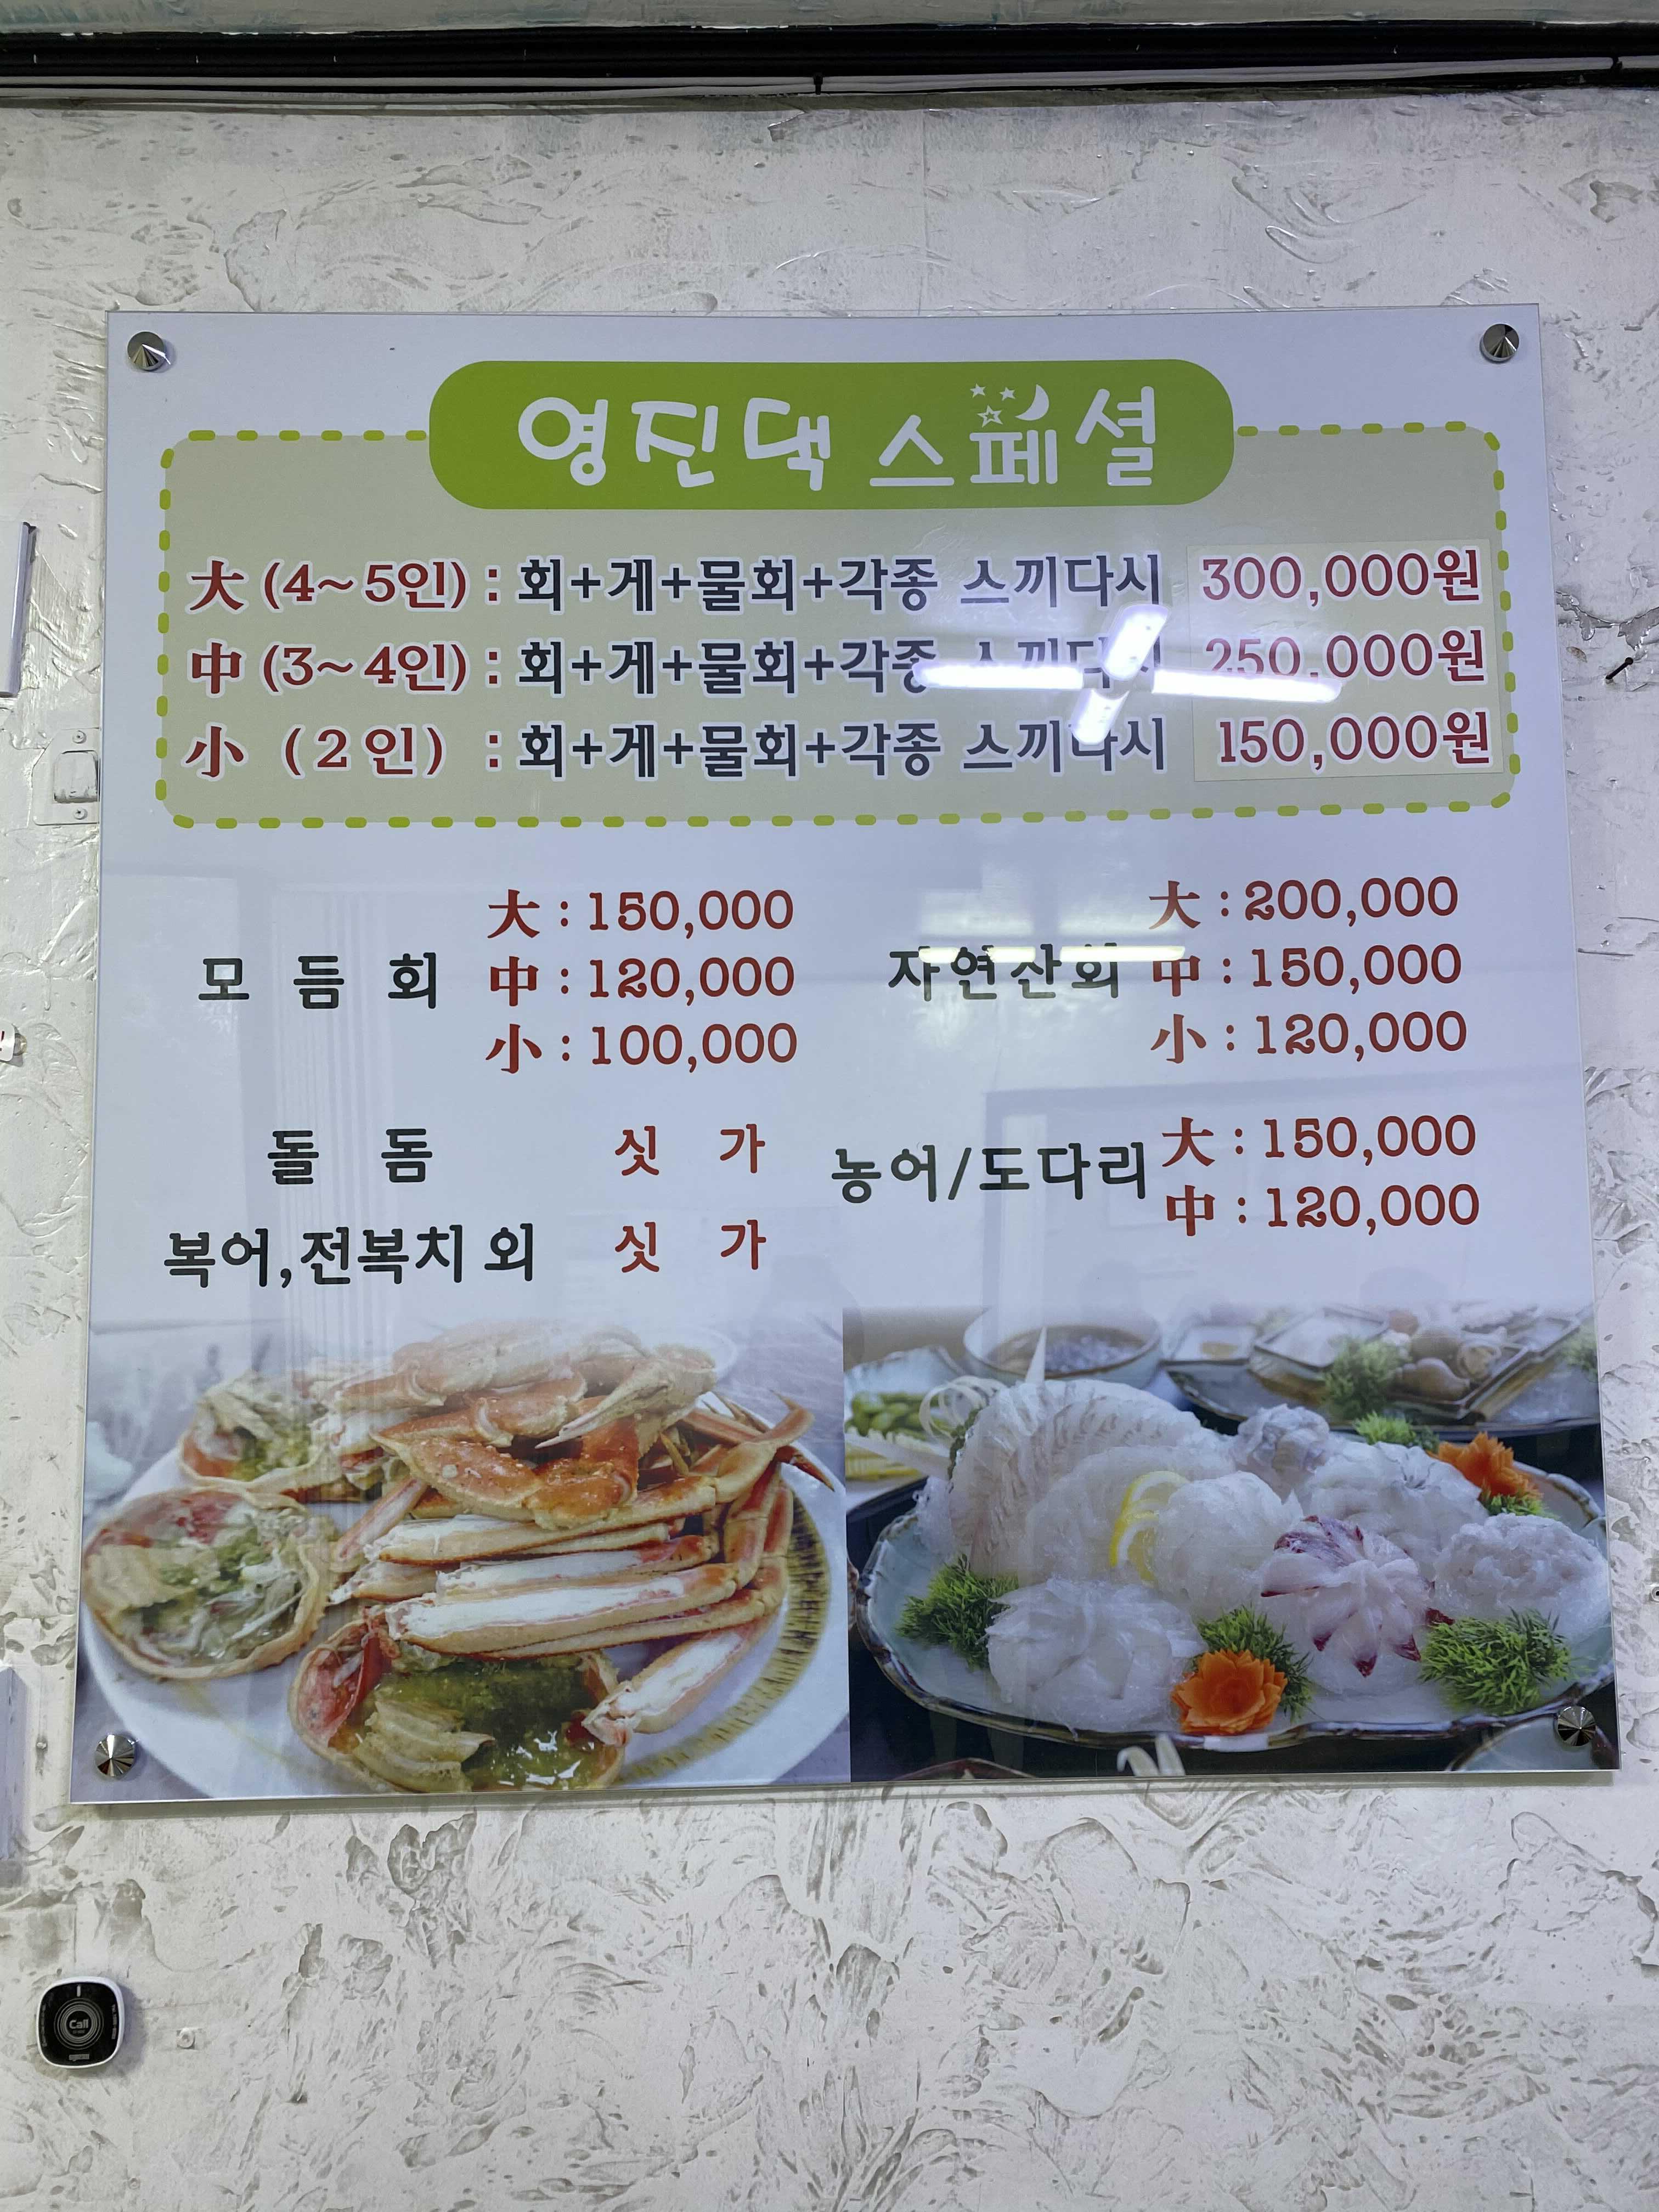 영진댁 스페셜
大 (4~5인) : 회+게+물회+각종 스끼다시 300,000원
中 (3~4인) : 회+게+물회+각종 스끼다시 250,000원
小 (2인) : 회+게+물회+각종 스끼다시 150,000원
모듬회
大 : 150,000
中 : 120,000
小 : 100,000
자연산회
大 : 200,000
中 : 150,000
小 : 120,000
돌돔 싯가
복어,전복치 외 싯가
농어/도다리
大 : 150,000
中 : 120,000
Call